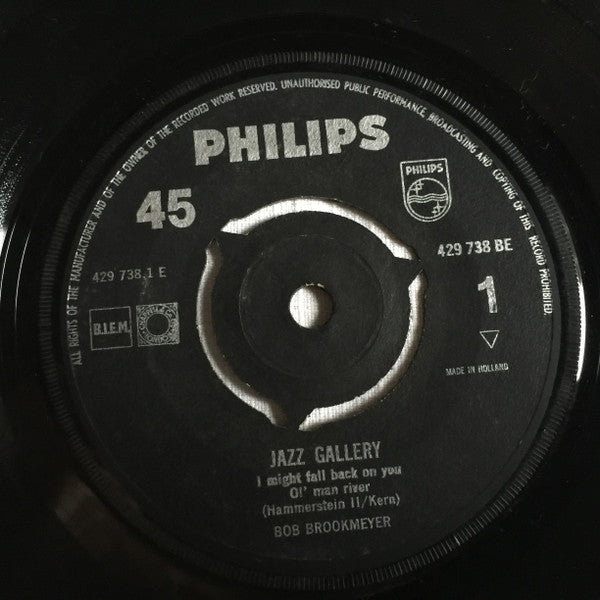 ALL RIGHTS OF THE MANUFACTURER AND OF THE OWNER OF THE RECORDED WORK RESERVED. UNAUTHORISED PUBLIC PERFORMANCE, BROADCASTING AND COPYING OF THIS RECORD PROHIBITED.
PHILIPS
45
PHILIPS
429 738.1 E
429 738 BE
B.I.E.M.
1
MADE IN HOLLAND
JAZZ GALLERY
I might fall back on you
Ol' man river
(Hammerstein II/Kern)
BOB BROOKMEYER